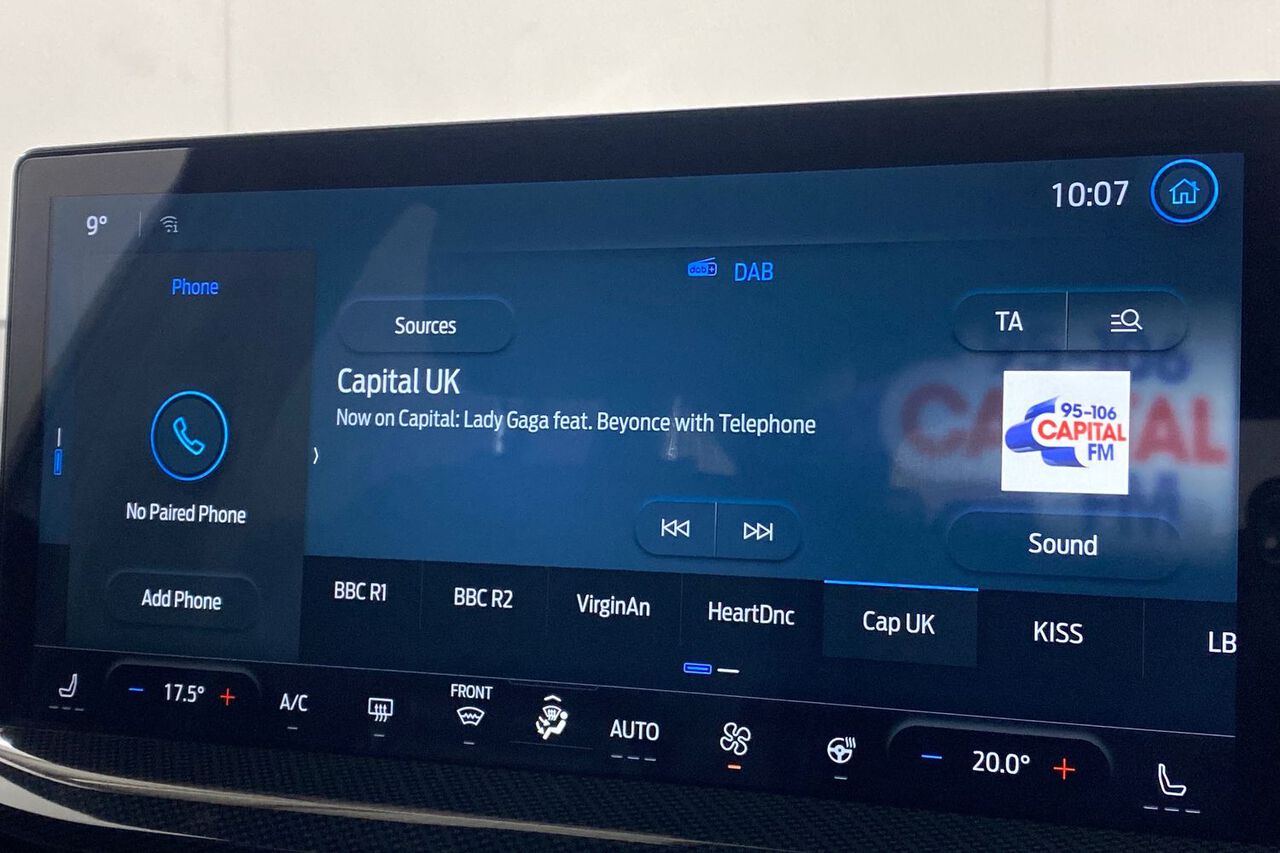 9°
10:07
Phone
dab+ DAB
Sources
TA
Capital UK
Now on Capital: Lady Gaga feat. Beyonce with Telephone
95-106
CAPITAL
FM
No Paired Phone
Add Phone
Sound
BBC R1
BBC R2
VirginAn
HeartDnc
Cap UK
KISS
LB
17.5°
A/C
FRONT
AUTO
20.0°